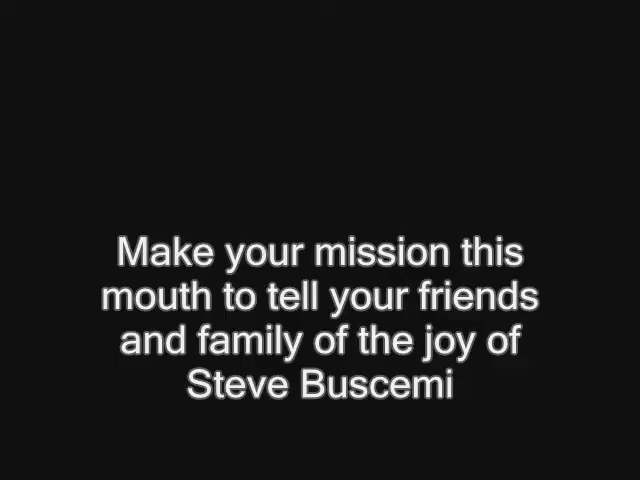 Make your mission this
mouth to tell your friends
and family of the joy of
Steve Buscemi